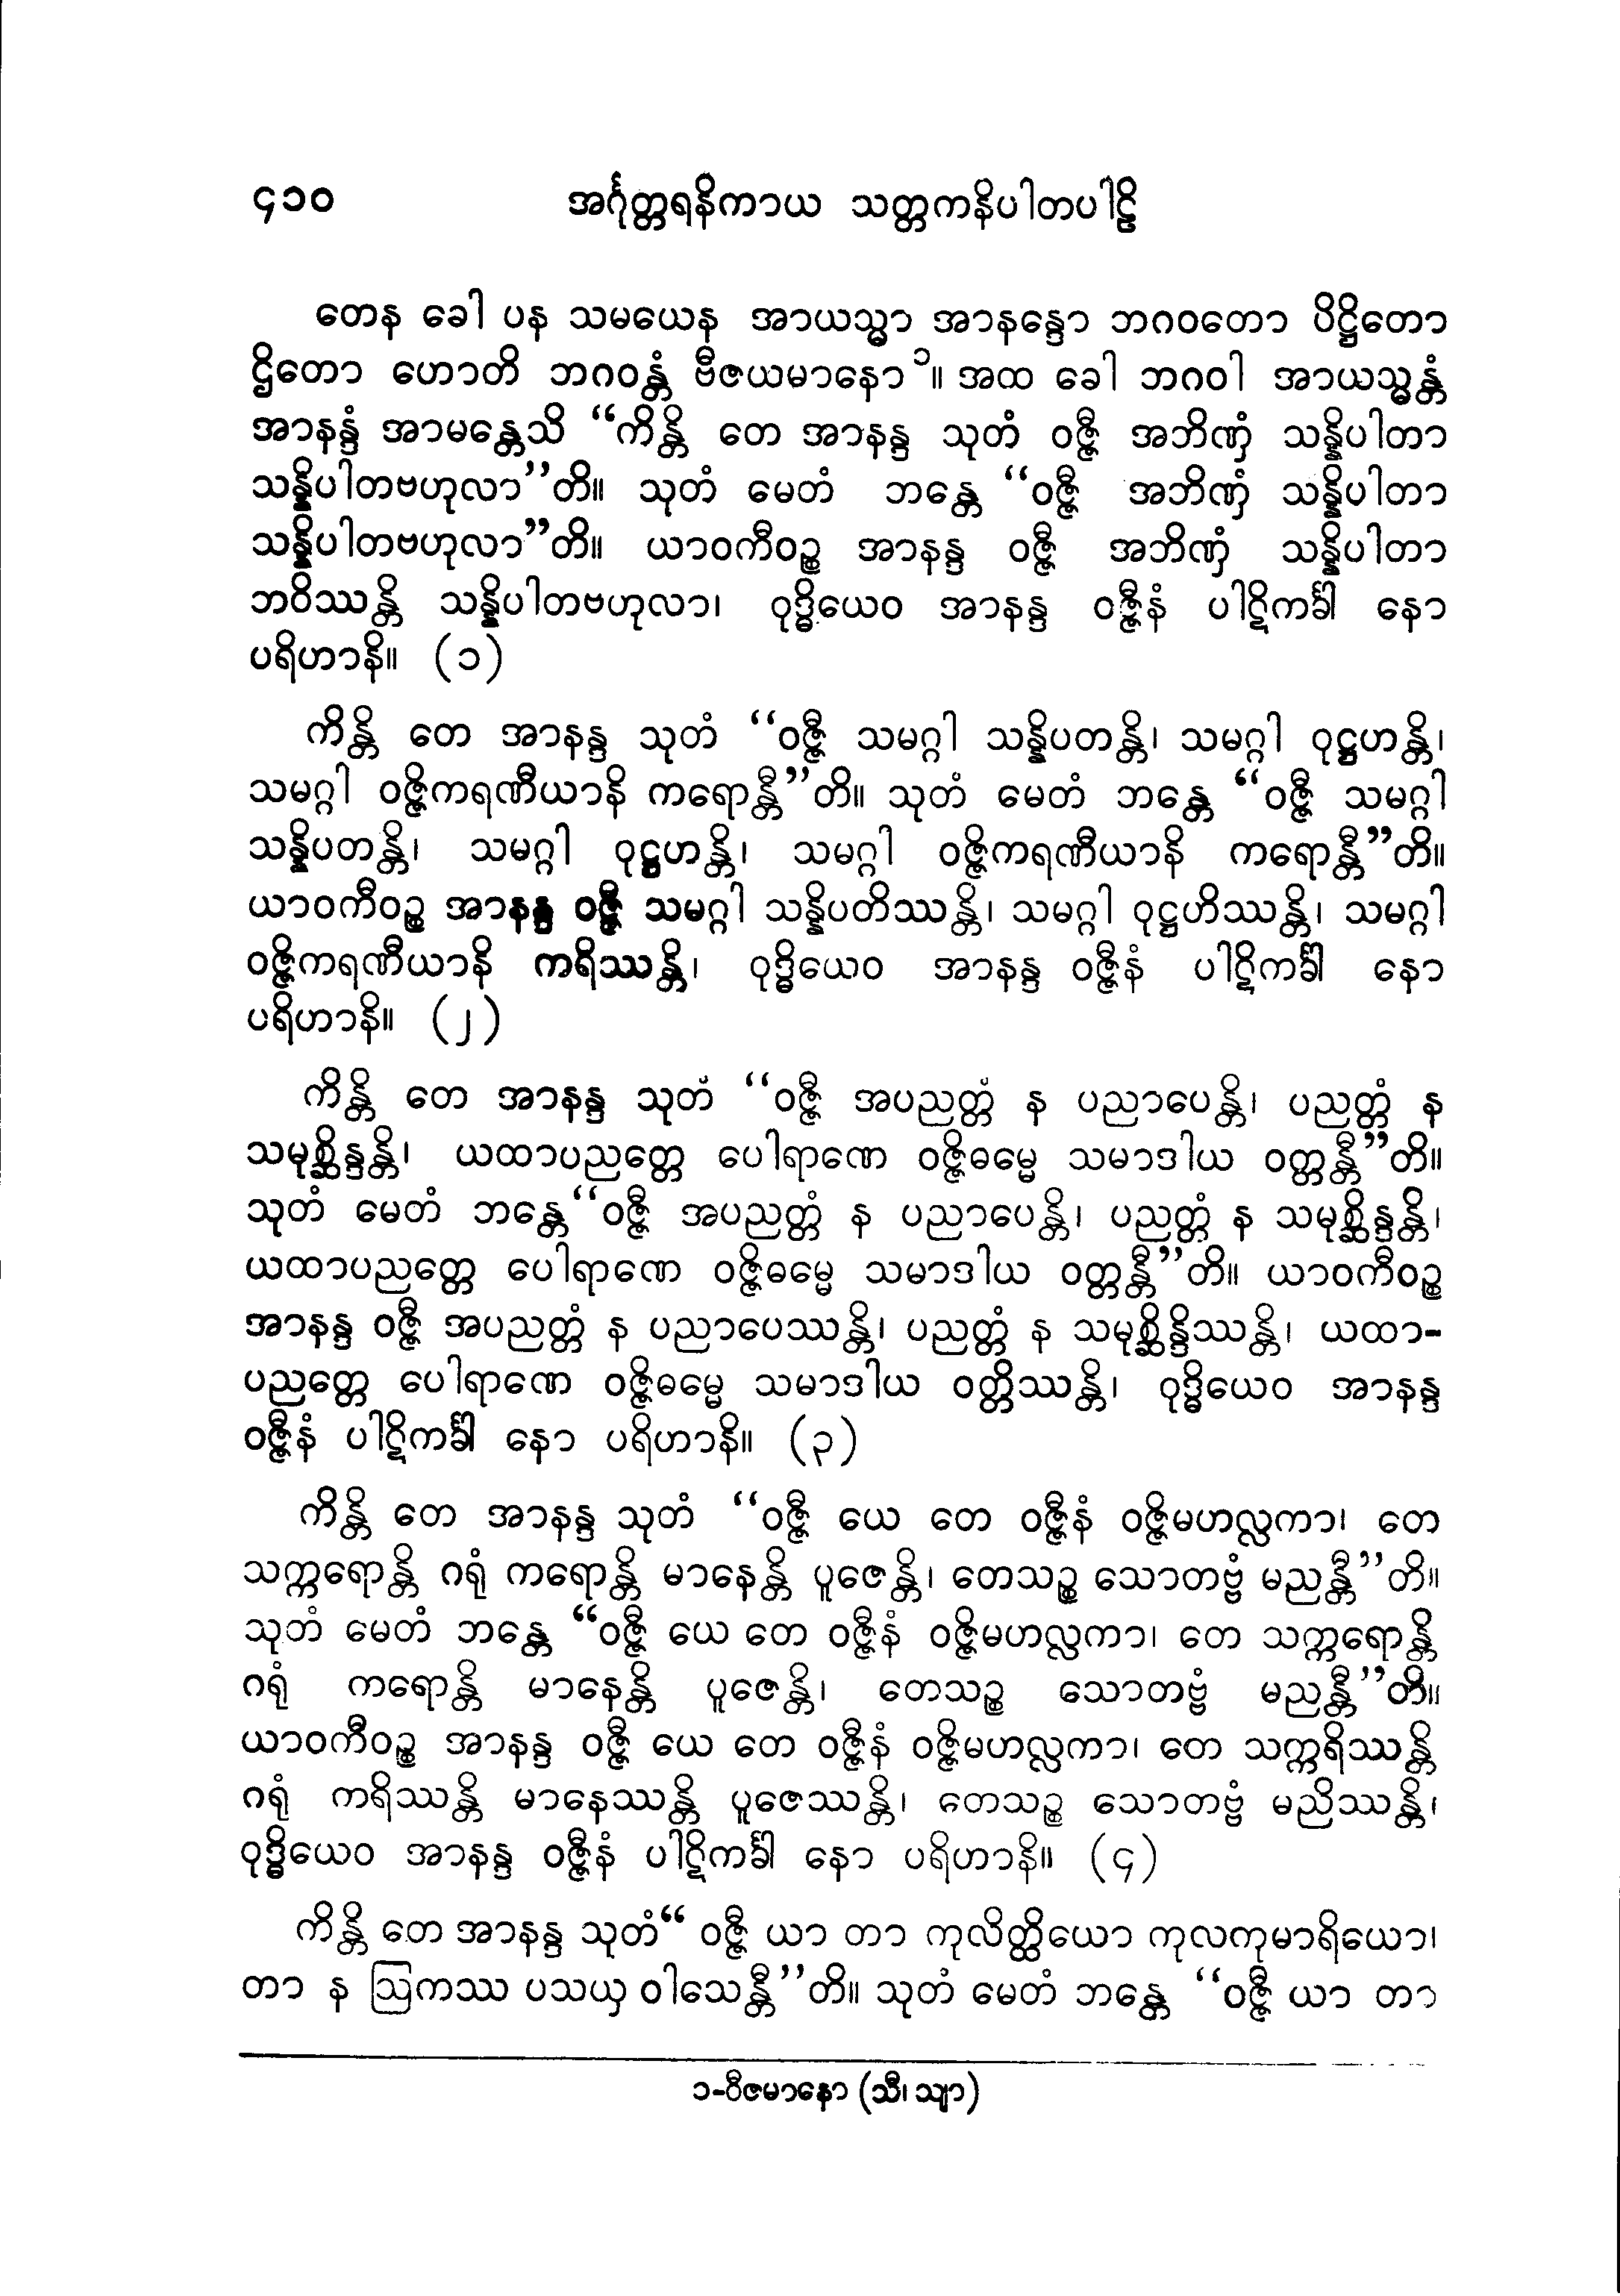 ၄၁၀ အင်္ဂုတ္တရနိကာယ သတ္တကနိပါတပါဠိ
တေန ခေါ ပန သမယေန အာယသ္မာ အာနန္ဒော ဘဂဝတော ပိဋ္ဌိတော
ဌိတော ဟောတိ ဘဂဝန္တံ ဗီဇယမာနော ၁။ အထ ခေါ ဘဂဝါ အာယသ္မန္တံ
အာနန္ဒံ အာမန္တေသိ “ကိန္တိ တေ အာနန္ဒ သုတံ ဝဇ္ဇီ အဘိဏှံ သန္နိပါတာ
သန္နိပါတဗဟုလာ”တိ။ သုတံ မေတံ ဘန္တေ “ဝဇ္ဇီ အဘိဏှံ သန္နိပါတာ
သန္နိပါတဗဟုလာ”တိ။ ယာဝကီဝဉ္စ အာနန္ဒ ဝဇ္ဇီ အဘိဏှံ သန္နိပါတာ
ဘဝိဿန္တိ သန္နိပါတဗဟုလာ၊ ဝုဒ္ဓိယေဝ အာနန္ဒ ဝဇ္ဇီနံ ပါဋိကင်္ခါ နော
ပရိဟာနိ။ (၁)
ကိန္တိ တေ အာနန္ဒ သုတံ “ဝဇ္ဇီ သမဂ္ဂါ သန္နိပတန္တိ၊ သမဂ္ဂါ ဝုဋ္ဌဟန္တိ၊
သမဂ္ဂါ ဝဇ္ဇိကရဏီယာနိ ကရောန္တီ”တိ။ သုတံ မေတံ ဘန္တေ “ဝဇ္ဇီ သမဂ္ဂါ
သန္နိပတန္တိ၊ သမဂ္ဂါ ဝုဋ္ဌဟန္တိ၊ သမဂ္ဂါ ဝဇ္ဇိကရဏီယာနိ ကရောန္တီ”တိ။
ယာဝကီဝဉ္စ အာနန္ဒ ဝဇ္ဇီ သမဂ္ဂါ သန္နိပတိဿန္တိ၊ သမဂ္ဂါ ဝုဋ္ဌဟိဿန္တိ၊ သမဂ္ဂါ
ဝဇ္ဇိကရဏီယာနိ ကရိဿန္တိ၊ ဝုဒ္ဓိယေဝ အာနန္ဒ ဝဇ္ဇီနံ ပါဋိကင်္ခါ နော
ပရိဟာနိ။ (၂)
ကိန္တိ တေ အာနန္ဒ သုတံ “ဝဇ္ဇီ အပညတ္တံ န ပညာပေန္တိ၊ ပညတ္တံ န
သမုစ္ဆိန္ဒန္တိ၊ ယထာပညတ္တေ ပေါရာဏေ ဝဇ္ဇိဓမ္မေ သမာဒါယ ဝတ္တန္တီ”တိ။
သုတံ မေတံ ဘန္တေ“ဝဇ္ဇီ အပညတ္တံ န ပညာပေန္တိ၊ ပညတ္တံ န သမုစ္ဆိန္ဒန္တိ၊
ယထာပညတ္တေ ပေါရာဏေ ဝဇ္ဇိဓမ္မေ သမာဒါယ ဝတ္တန္တီ”တိ။ ယာဝကီဝဉ္စ
အာနန္ဒ ဝဇ္ဇီ အပညတ္တံ န ပညာပေဿန္တိ၊ ပညတ္တံ န သမုစ္ဆိန္ဒိဿန္တိ၊ ယထာ-
ပညတ္တေ ပေါရာဏေ ဝဇ္ဇိဓမ္မေ သမာဒါယ ဝတ္တိဿန္တိ၊ ဝုဒ္ဓိယေဝ အာနန္ဒ
ဝဇ္ဇီနံ ပါဋိကင်္ခါ နော ပရိဟာနိ။ (၃)
ကိန္တိ တေ အာနန္ဒ သုတံ “ဝဇ္ဇီ ယေ တေ ဝဇ္ဇီနံ ဝဇ္ဇိမဟလ္လကာ၊ တေ
သက္ကရောန္တိ ဂရုံ ကရောန္တိ မာနေန္တိ ပူဇေန္တိ၊ တေသဉ္စ သောတဗ္ဗံ မညန္တီ”တိ။
သုတံ မေတံ ဘန္တေ “ဝဇ္ဇီ ယေ တေ ဝဇ္ဇီနံ ဝဇ္ဇိမဟလ္လကာ၊ တေ သက္ကရောန္တိ
ဂရုံ ကရောန္တိ မာနေန္တိ ပူဇေန္တိ၊ တေသဉ္စ သောတဗ္ဗံ မညန္တီ”တိ။
ယာဝကီဝဉ္စ အာနန္ဒ ဝဇ္ဇီ ယေ တေ ဝဇ္ဇီနံ ဝဇ္ဇိမဟလ္လကာ၊ တေ သက္ကရိဿန္တိ
ဂရုံ ကရိဿန္တိ မာနေဿန္တိ ပူဇေဿန္တိ၊ တေသဉ္စ သောတဗ္ဗံ မညိဿန္တိ၊
ဝုဒ္ဓိယေဝ အာနန္ဒ ဝဇ္ဇီနံ ပါဋိကင်္ခါ နော ပရိဟာနိ။ (၄)
ကိန္တိ တေ အာနန္ဒ သုတံ“ ဝဇ္ဇီ ယာ တာ ကုလိတ္ထိယော ကုလကုမာရိယော၊
တာ န ဩကဿ ပသယှ ဝါသေန္တီ”တိ။ သုတံ မေတံ ဘန္တေ “ဝဇ္ဇီ ယာ တာ
၁-ဝီဇမာနော (သီ၊ သျာ)